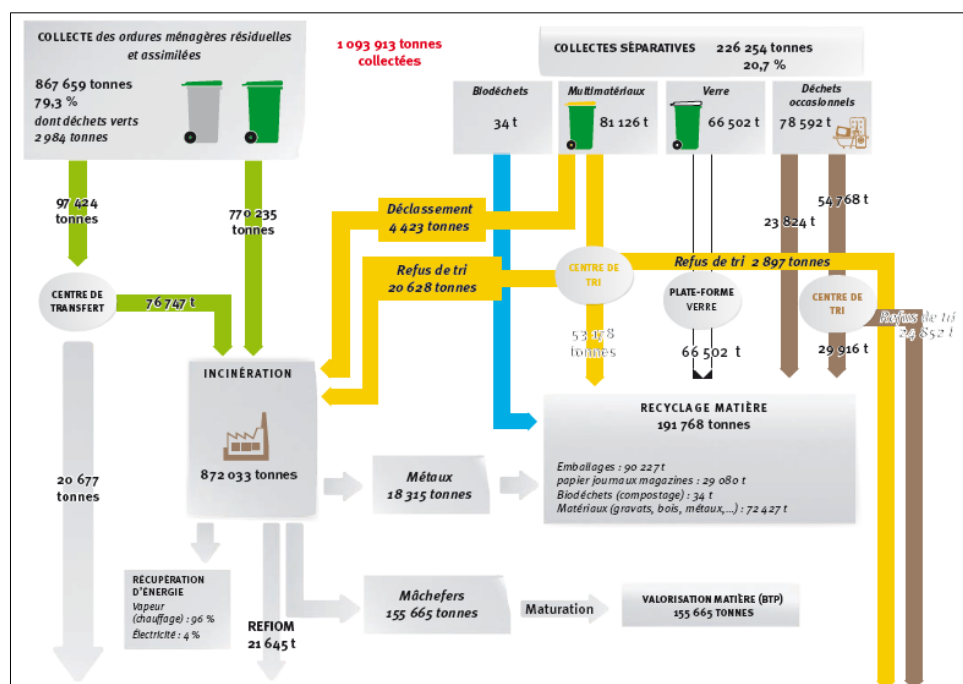 COLLECTE des ordures ménagères résiduelles
et assimilées
867 659 tonnes
79,3 %
dont déchets verts
2 984 tonnes
1 093 913 tonnes
collectées
COLLECTES SÉPARATIVES
226 254 tonnes
20,7 %
Biodéchets
34 t
Multimatériaux
81 126 t
Verre
66 502 t
Déchets
occasionnels
78 592 t
97 424
tonnes
770 235
tonnes
Déclassement
4 423 tonnes
23 824 t
54 768 t
Refus de tri
20 628 tonnes
CENTRE DE
TRI
Refus de tri 2 897 tonnes
CENTRE DE
TRANSFERT
76 747 t
PLATE-FORME
VERRE
CENTRE DE
TRI
Refus de tri
24 852 t
53 178
tonnes
66 502 t
29 916 t
INCINÉRATION
872 033 tonnes
RECYCLAGE MATIÈRE
191 768 tonnes
Emballages : 90 227 t
papier journaux magazines : 29 080 t
Biodéchets (compostage) : 34 t
Matériaux (gravats, bois, métaux,...) : 72 427 t
20 677
tonnes
Métaux
18 315 tonnes
RÉCUPÉRATION
D'ÉNERGIE
Vapeur
(chauffage) : 96 %
Électricité : 4 %
REFIOM
21 645 t
Mâchefers
155 665 tonnes
Maturation
VALORISATION MATIÈRE (BTP)
155 665 TONNES